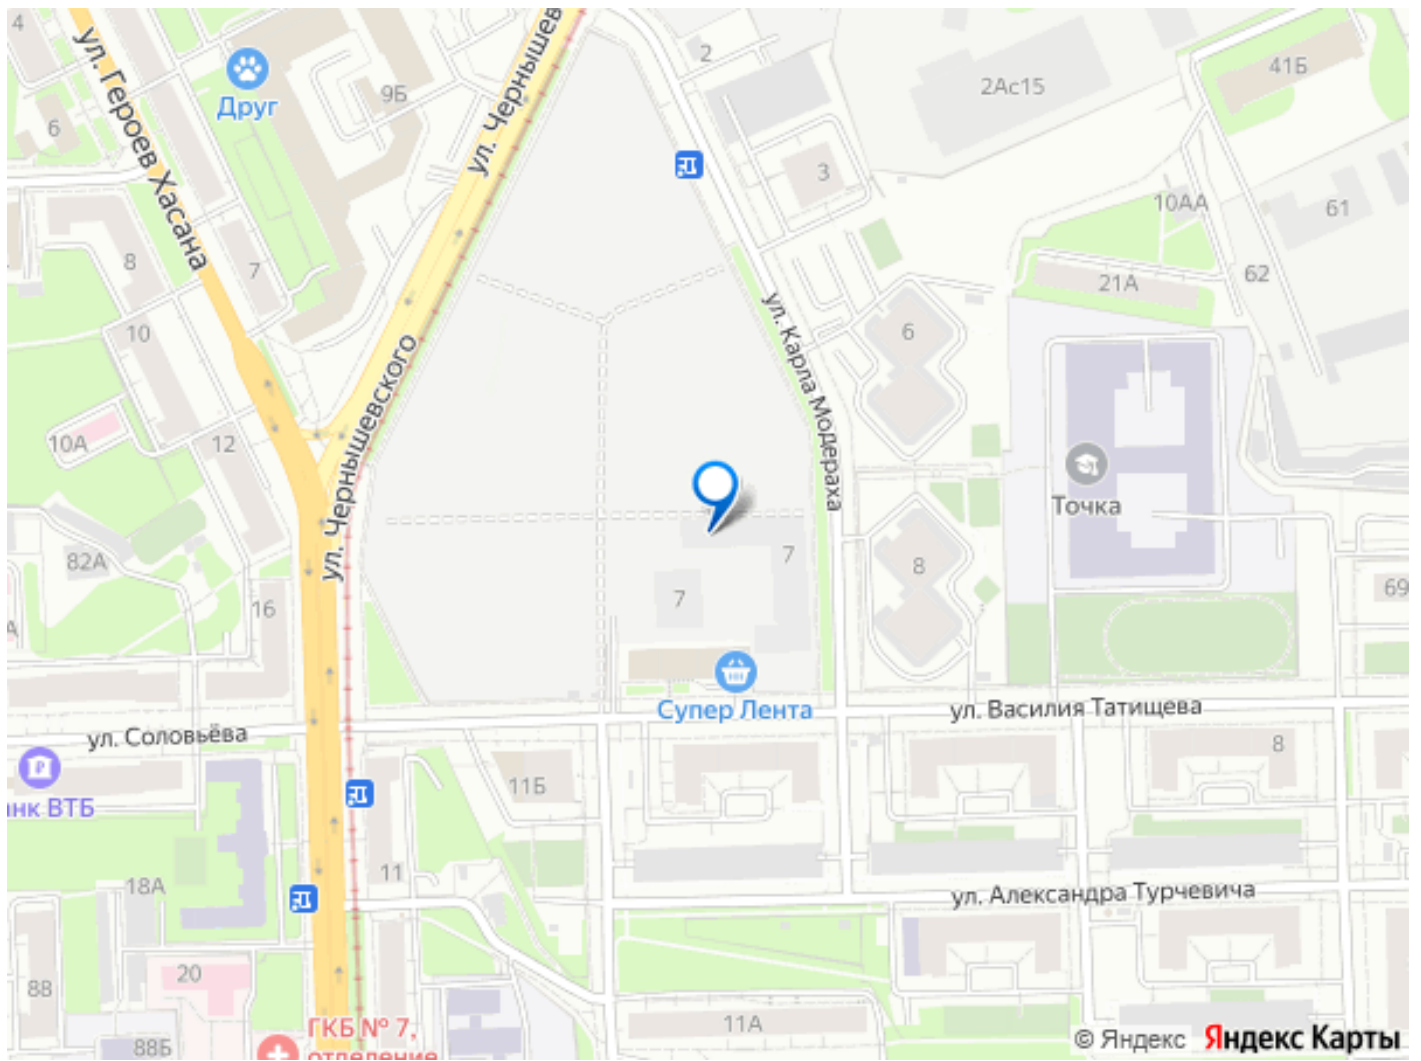 4
ул. Героев Хасана
Друг
9Б
ул. Чернышевс
2
2Ас15
41Б
6
3
10АА
61
8
7
62
21А
10
ул. Карла Модераха
6
ул. Чернышевского
10А
12
Точка
82А
7
8
16
7
69
Супер Лента
ул. Василия Татищева
ул. Соловьёва
8
11Б
анк ВТБ
11
18А
ул. Александра Турчевича
20
8В
11А
ГКБ № 7,
отделение
88Б
© Яндекс Яндекс Карты